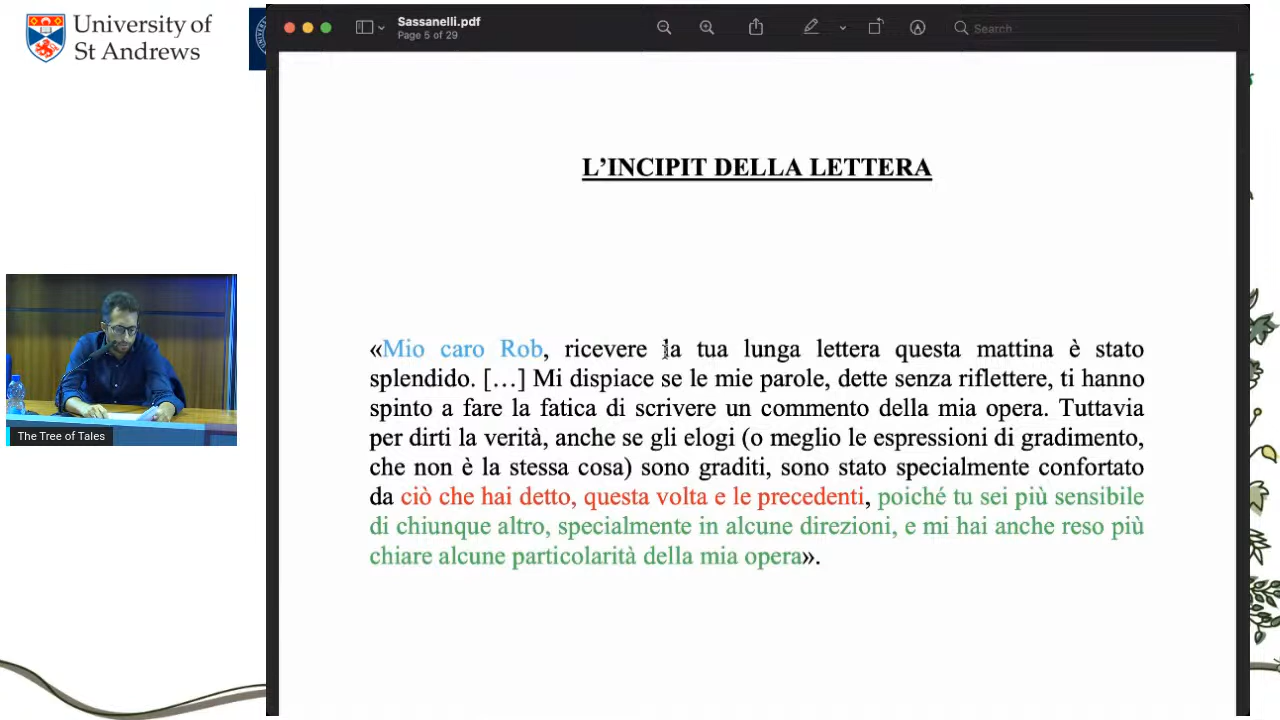 University of
St Andrews
Sassanelli.pdf
Page 5 of 29
Search
L'INCIPIT DELLA LETTERA
«Mio caro Rob, ricevere la tua lunga lettera questa mattina è stato
splendido. […] Mi dispiace se le mie parole, dette senza riflettere, ti hanno
spinto a fare la fatica di scrivere un commento della mia opera. Tuttavia
per dirti la verità, anche se gli elogi (o meglio le espressioni di gradimento,
che non è la stessa cosa) sono graditi, sono stato specialmente confortato
da ciò che hai detto, questa volta e le precedenti, poiché tu sei più sensibile
di chiunque altro, specialmente in alcune direzioni, e mi hai anche reso più
chiare alcune particolarità della mia opera».
The Tree of Tales